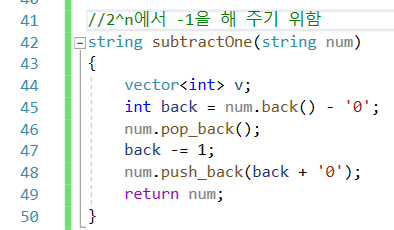 41 //2^n에서 -1을 해 주기 위함
42 string subtractOne(string num)
43 {
44 vector<int> v;
45 int back = num.back() - '0';
46 num.pop_back();
47 back -= 1;
48 num.push_back(back + '0');
49 return num;
50 }